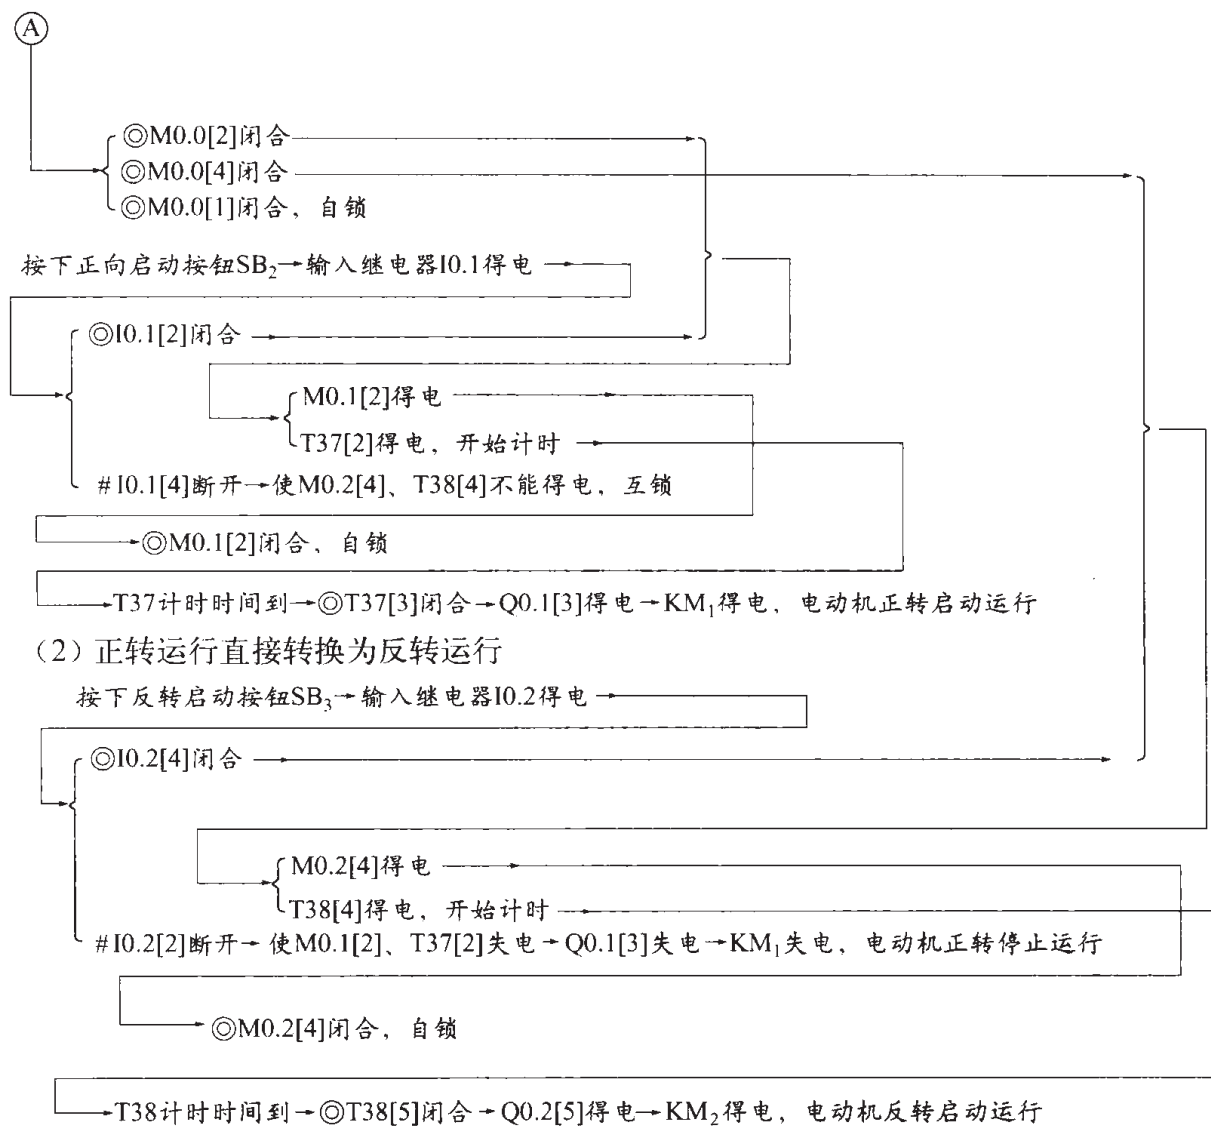 A
◎M0.0[2]闭合
◎M0.0[4]闭合
◎M0.0[1]闭合，自锁
按下正向启动按钮SB₂→输入继电器I0.1得电
◎I0.1[2]闭合
M0.1[2]得电
T37[2]得电，开始计时
#I0.1[4]断开→使M0.2[4]、T38[4]不能得电，互锁
◎M0.1[2]闭合、自锁
T37计时时间到→◎T37[3]闭合→Q0.1[3]得电→KM₁得电，电动机正转启动运行
（2）正转运行直接转换为反转运行
按下反转启动按钮SB₃→输入继电器I0.2得电
◎I0.2[4]闭合
M0.2[4]得电
T38[4]得电，开始计时
#I0.2[2]断开→使M0.1[2]、T37[2]失电→Q0.1[3]失电→KM₁失电，电动机正转停止运行
◎M0.2[4]闭合，自锁
T38计时时间到→◎T38[5]闭合→Q0.2[5]得电→KM₂得电，电动机反转启动运行